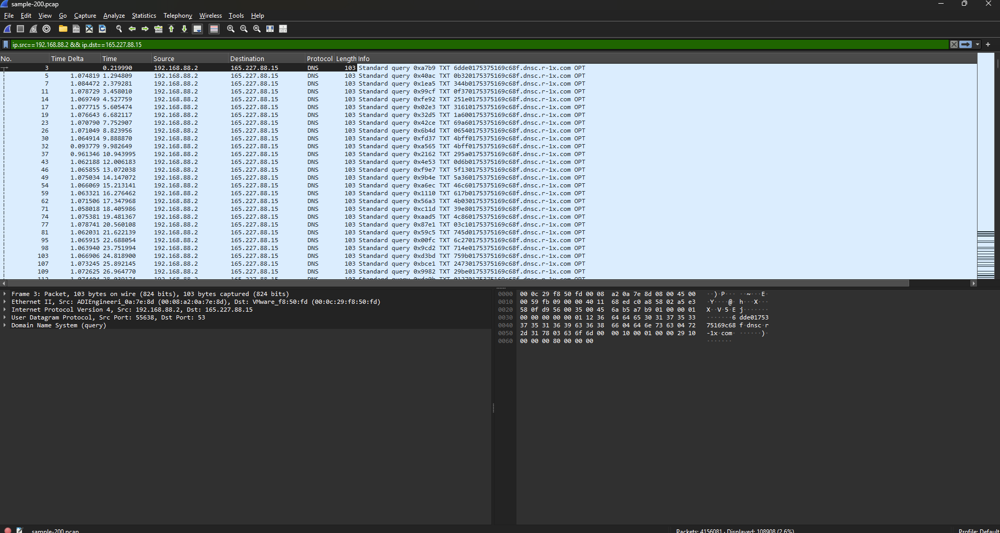 sample-200.pcap
File Edit View Go Capture Analyze Statistics Telephony Wireless Tools Help
ip.src==192.168.88.2 && ip.dst==165.227.88.15
No. Time Delta Time Source Destination Protocol Length Info
3 0.219990 192.168.88.2 165.227.88.15 DNS 103 Standard query 0xa7b9 TXT 6dde0175375169c68f.dnsc.r-1x.com OPT
5 1.074819 1.294809 192.168.88.2 165.227.88.15 DNS 103 Standard query 0x40ac TXT 0b320175375169c68f.dnsc.r-1x.com OPT
7 1.084472 2.379281 192.168.88.2 165.227.88.15 DNS 103 Standard query 0x1ea5 TXT 344b0175375169c68f.dnsc.r-1x.com OPT
11 1.078729 3.458010 192.168.88.2 165.227.88.15 DNS 103 Standard query 0x99cf TXT 0f370175375169c68f.dnsc.r-1x.com OPT
14 1.069749 4.527759 192.168.88.2 165.227.88.15 DNS 103 Standard query 0xfe92 TXT 251e0175375169c68f.dnsc.r-1x.com OPT
17 1.077715 5.605474 192.168.88.2 165.227.88.15 DNS 103 Standard query 0x02e3 TXT 31610175375169c68f.dnsc.r-1x.com OPT
19 1.076643 6.682117 192.168.88.2 165.227.88.15 DNS 103 Standard query 0x32d5 TXT 1a600175375169c68f.dnsc.r-1x.com OPT
23 1.070790 7.752907 192.168.88.2 165.227.88.15 DNS 103 Standard query 0x42ce TXT 69a60175375169c68f.dnsc.r-1x.com OPT
26 1.071049 8.823956 192.168.88.2 165.227.88.15 DNS 103 Standard query 0x6b4d TXT 06540175375169c68f.dnsc.r-1x.com OPT
30 1.064914 9.888870 192.168.88.2 165.227.88.15 DNS 103 Standard query 0xfd37 TXT 4bff0175375169c68f.dnsc.r-1x.com OPT
32 0.093779 9.982649 192.168.88.2 165.227.88.15 DNS 103 Standard query 0xa565 TXT 4bff0175375169c68f.dnsc.r-1x.com OPT
37 0.961346 10.943995 192.168.88.2 165.227.88.15 DNS 103 Standard query 0x2162 TXT 295a0175375169c68f.dnsc.r-1x.com OPT
43 1.062188 12.006183 192.168.88.2 165.227.88.15 DNS 103 Standard query 0x4e53 TXT 0d6b0175375169c68f.dnsc.r-1x.com OPT
46 1.065855 13.072038 192.168.88.2 165.227.88.15 DNS 103 Standard query 0xf9e7 TXT 5f130175375169c68f.dnsc.r-1x.com OPT
49 1.075034 14.147072 192.168.88.2 165.227.88.15 DNS 103 Standard query 0x9b4e TXT 5a360175375169c68f.dnsc.r-1x.com OPT
54 1.066069 15.213141 192.168.88.2 165.227.88.15 DNS 103 Standard query 0xa6ec TXT 46c60175375169c68f.dnsc.r-1x.com OPT
59 1.063321 16.276462 192.168.88.2 165.227.88.15 DNS 103 Standard query 0x1110 TXT 617b0175375169c68f.dnsc.r-1x.com OPT
62 1.071506 17.347968 192.168.88.2 165.227.88.15 DNS 103 Standard query 0x56a3 TXT 4b030175375169c68f.dnsc.r-1x.com OPT
71 1.058018 18.405986 192.168.88.2 165.227.88.15 DNS 103 Standard query 0xc11d TXT 39e80175375169c68f.dnsc.r-1x.com OPT
74 1.075381 19.481367 192.168.88.2 165.227.88.15 DNS 103 Standard query 0xaad5 TXT 4c860175375169c68f.dnsc.r-1x.com OPT
77 1.078741 20.560108 192.168.88.2 165.227.88.15 DNS 103 Standard query 0x87e1 TXT 03c10175375169c68f.dnsc.r-1x.com OPT
81 1.062031 21.622139 192.168.88.2 165.227.88.15 DNS 103 Standard query 0x59c5 TXT 745d0175375169c68f.dnsc.r-1x.com OPT
95 1.065915 22.688054 192.168.88.2 165.227.88.15 DNS 103 Standard query 0x00fc TXT 6c270175375169c68f.dnsc.r-1x.com OPT
98 1.063940 23.751994 192.168.88.2 165.227.88.15 DNS 103 Standard query 0x9cd2 TXT 714e0175375169c68f.dnsc.r-1x.com OPT
103 1.066906 24.818900 192.168.88.2 165.227.88.15 DNS 103 Standard query 0xd3bd TXT 759b0175375169c68f.dnsc.r-1x.com OPT
107 1.073245 25.892145 192.168.88.2 165.227.88.15 DNS 103 Standard query 0xbce1 TXT 24730175375169c68f.dnsc.r-1x.com OPT
109 1.072625 26.964770 192.168.88.2 165.227.88.15 DNS 103 Standard query 0x9982 TXT 29be0175375169c68f.dnsc.r-1x.com OPT
Frame 3: Packet, 103 bytes on wire (824 bits), 103 bytes captured (824 bits)
Ethernet II, Src: ADIEngineeri_0a:7e:8d (00:08:a2:0a:7e:8d), Dst: VMware_f8:50:fd (00:0c:29:f8:50:fd)
Internet Protocol Version 4, Src: 192.168.88.2, Dst: 165.227.88.15
User Datagram Protocol, Src Port: 55638, Dst Port: 53
Domain Name System (query)
0000 00 0c 29 f8 50 fd 00 08 a2 0a 7e 8d 08 00 45 00 ··)·P··· ··~···E·
0010 00 59 fb 09 00 00 40 11 68 ed c0 a8 58 02 a5 e3 ·Y····@· h···X···
0020 58 0f d9 56 00 35 00 45 6a b5 a7 b9 01 00 00 01 X··V·5·E j·······
0030 00 00 00 00 00 01 12 36 64 64 65 30 31 37 35 33 ·······6 dde01753
0040 37 35 31 36 39 63 36 38 66 04 64 6e 73 63 04 72 75169c68 f·dnsc·r
0050 2d 31 78 03 63 6f 6d 00 00 10 00 01 00 00 29 10 -1x·com· ······)·
0060 00 00 00 80 00 00 00 ·······
sample-200.pcap
Packets: 4156081 · Displayed: 108908 (2.6%)
Profile: Default